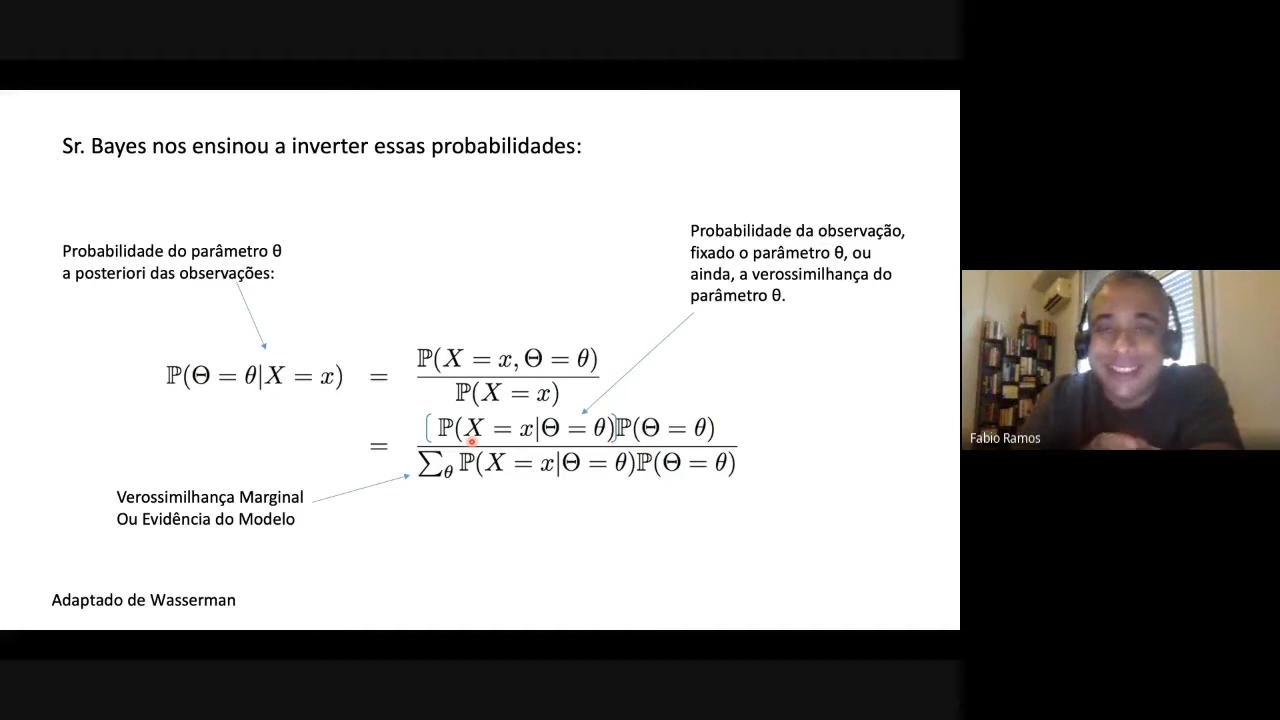 Sr. Bayes nos ensinou a inverter essas probabilidades:
Probabilidade do parâmetro θ
a posteriori das observações:
Probabilidade da observação,
fixado o parâmetro θ, ou
ainda, a verossimilhança do
parâmetro θ.
ℙ(Θ = θ|X = x) = ℙ(X = x, Θ = θ)
ℙ(X = x)
= ℙ(X = x|Θ = θ)ℙ(Θ = θ)
∑θ ℙ(X = x|Θ = θ)ℙ(Θ = θ)
Verossimilhança Marginal
Ou Evidência do Modelo
Adaptado de Wasserman
Fabio Ramos